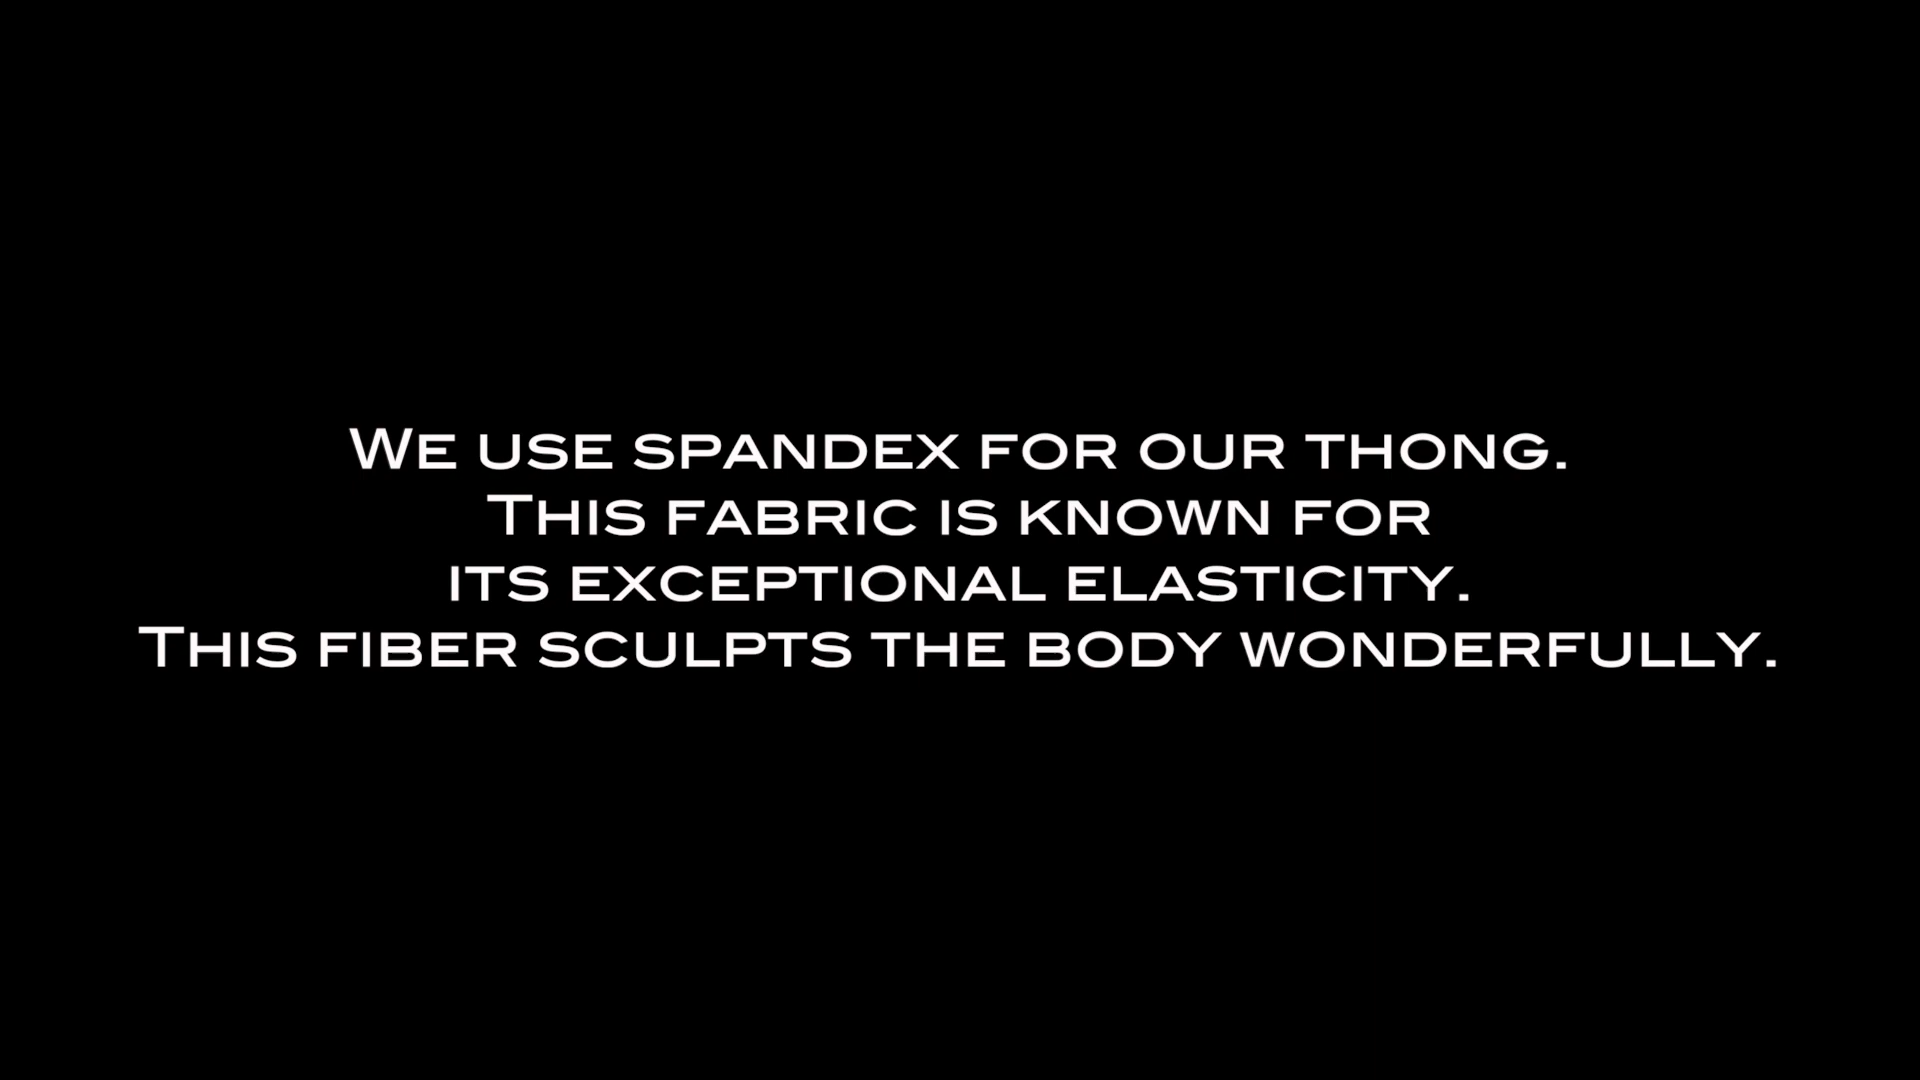 We use spandex for our thong.
This fabric is known for
its exceptional elasticity.
This fiber sculpts the body wonderfully.